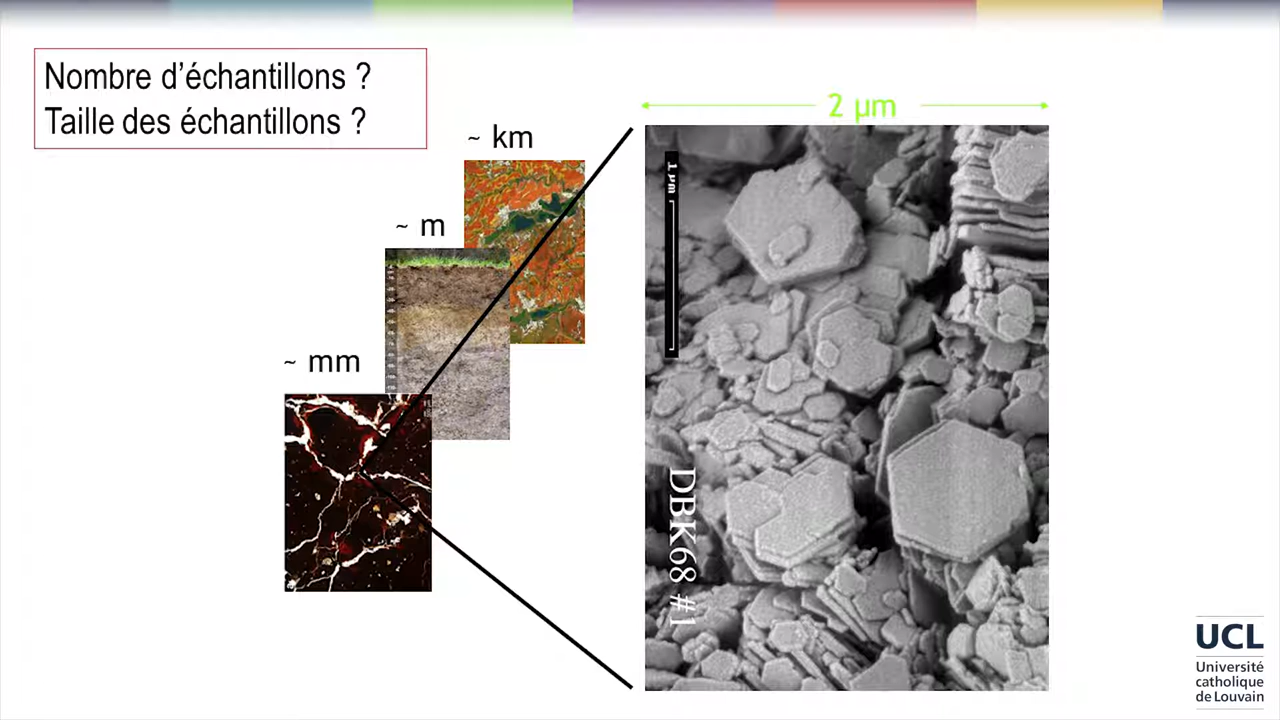 Nombre d'échantillons ?
Taille des échantillons ?
~ km
~ m
~ mm
2 µm
1 µm
DBK68 #1
UCL
Université
catholique
de Louvain